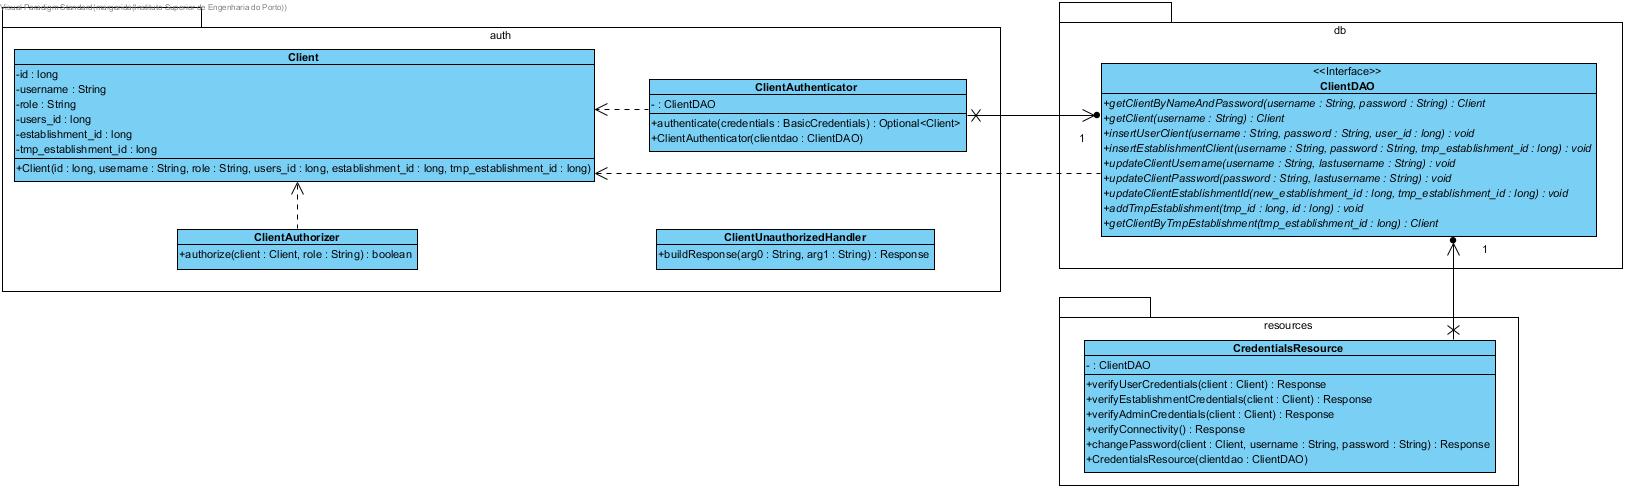 Visual Paradigm Standard(margarida(Instituto Superior de Engenharia do Porto))
auth
Client
-id : long
-username : String
-role : String
-users_id : long
-establishment_id : long
-tmp_establishment_id : long
+Client(id : long, username : String, role : String, users_id : long, establishment_id : long, tmp_establishment_id : long)
ClientAuthenticator
- : ClientDAO
+authenticate(credentials : BasicCredentials) : Optional<Client>
+ClientAuthenticator(clientdao : ClientDAO)
ClientAuthorizer
+authorize(client : Client, role : String) : boolean
ClientUnauthorizedHandler
+buildResponse(arg0 : String, arg1 : String) : Response
db
<<Interface>>
ClientDAO
+getClientByNameAndPassword(username : String, password : String) : Client
+getClient(username : String) : Client
+insertUserClient(username : String, password : String, user_id : long) : void
+insertEstablishmentClient(username : String, password : String, tmp_establishment_id : long) : void
+updateClientUsername(username : String, lastusername : String) : void
+updateClientPassword(password : String, lastusername : String) : void
+updateClientEstablishmentId(new_establishment_id : long, tmp_establishment_id : long) : void
+addTmpEstablishment(tmp_id : long, id : long) : void
+getClientByTmpEstablishment(tmp_establishment_id : long) : Client
1
1
resources
CredentialsResource
- : ClientDAO
+verifyUserCredentials(client : Client) : Response
+verifyEstablishmentCredentials(client : Client) : Response
+verifyAdminCredentials(client : Client) : Response
+verifyConnectivity() : Response
+changePassword(client : Client, username : String, password : String) : Response
+CredentialsResource(clientdao : ClientDAO)